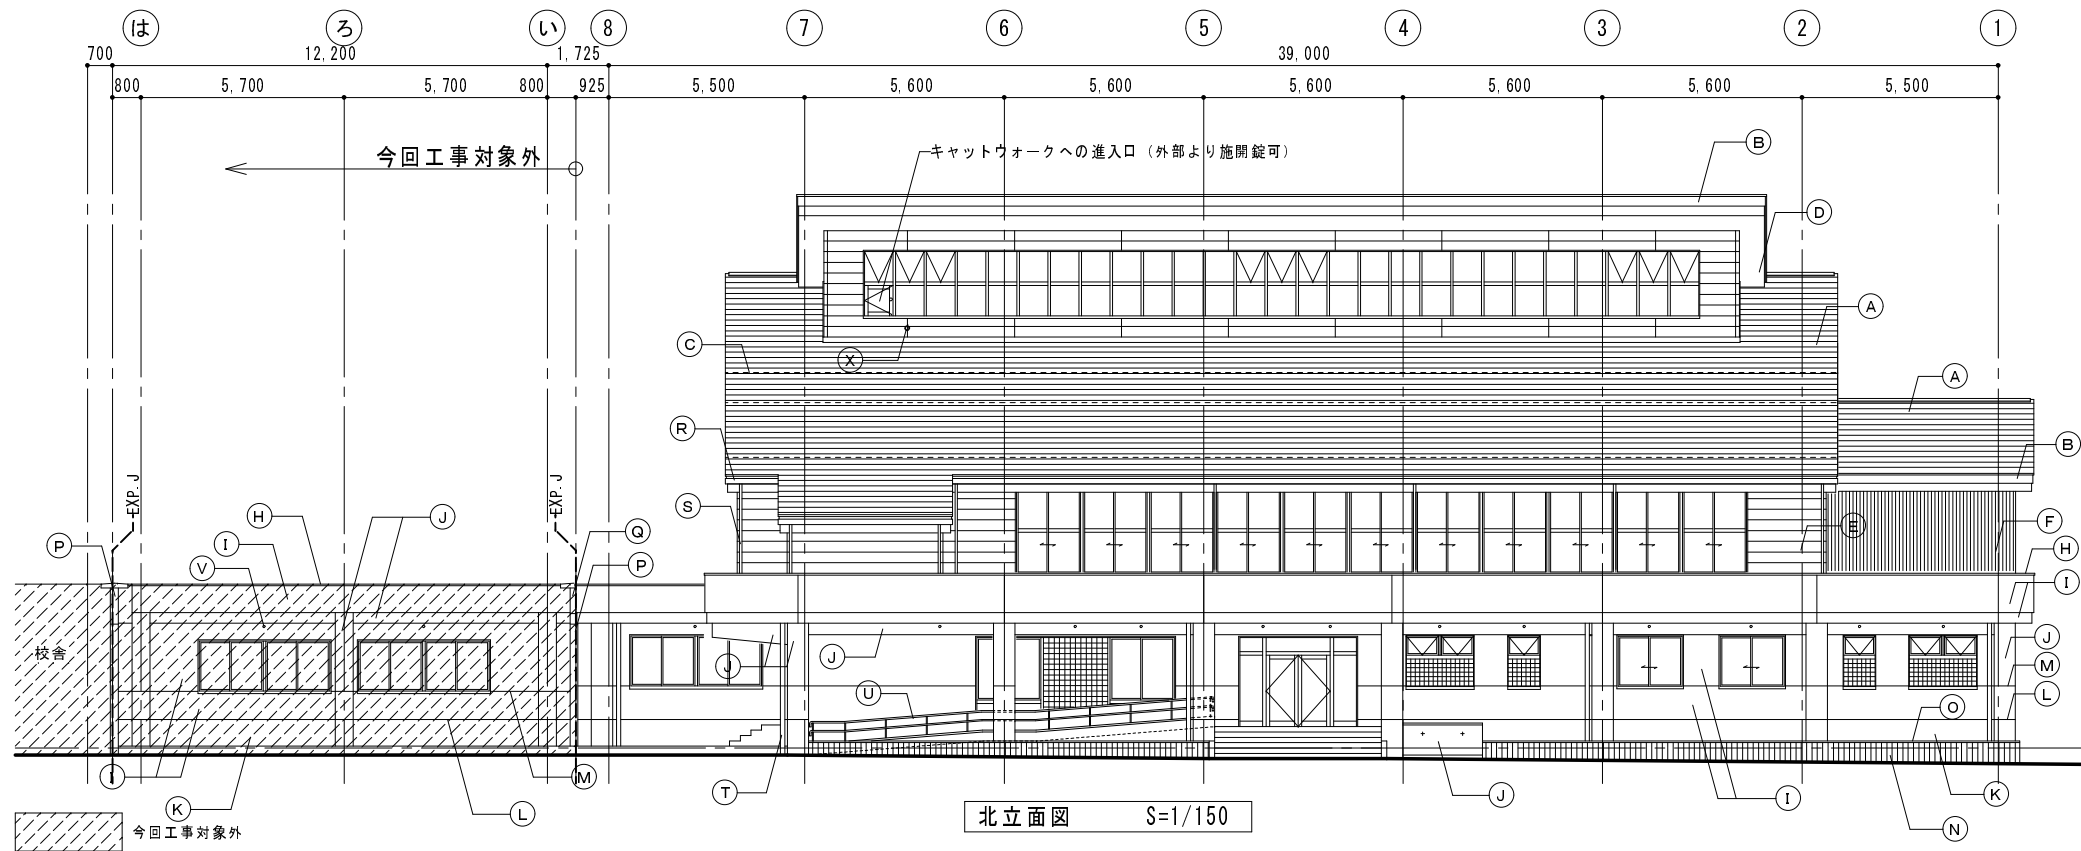 は ろ い 8 7 6 5 4 3 2 1
700 12,200 1,725 39,000
800 5,700 5,700 800 925 5,500 5,600 5,600 5,600 5,600 5,600 5,500
今回工事対象外
キャットウォークへの進入口（外部より施開錠可）
B
D
A
C
X
A
R
B
EXP.J EXP.J
S
H J Q E F
P I P H
V I
校舎 J J J M
U L
O
I K T M L J I K N
北立面図 S=1/150
今回工事対象外